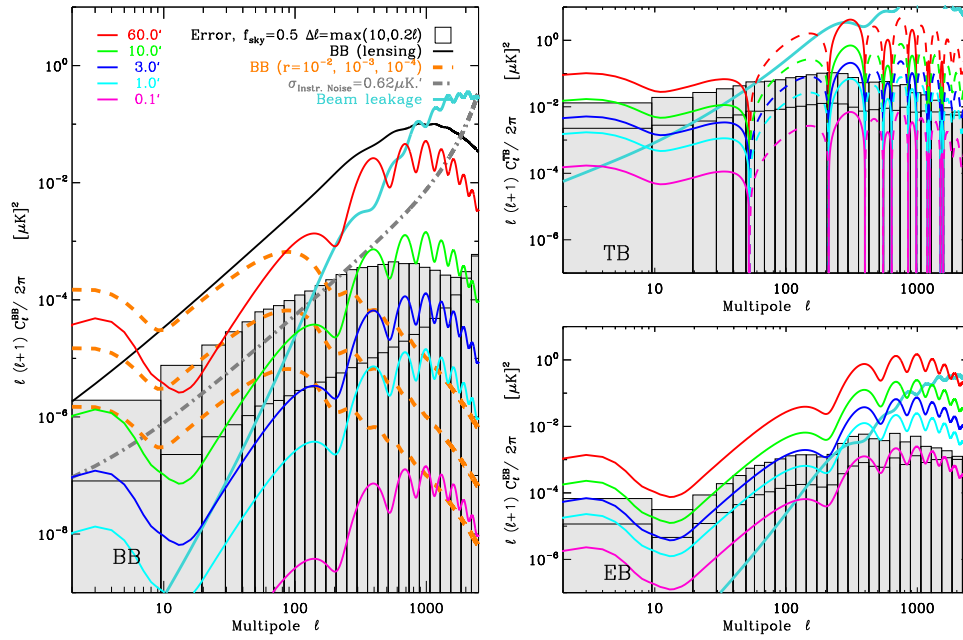 60.0'
10.0'
3.0'
1.0'
0.1'
Error, f_sky=0.5 Δℓ=max(10,0.2ℓ)
BB (lensing)
BB (r=10^-2, 10^-3, 10^-4)
σ_Instr. Noise=0.62μK.'
Beam leakage
ℓ (ℓ+1) C_ℓ^BB / 2π [μK]^2
10^0
10^-2
10^-4
10^-6
10^-8
BB
10 100 1000
Multipole ℓ
ℓ (ℓ+1) C_ℓ^TB / 2π [μK]^2
10^0
10^-2
10^-4
10^-6
TB
10 100 1000
Multipole ℓ
ℓ (ℓ+1) C_ℓ^EB / 2π [μK]^2
10^0
10^-2
10^-4
10^-6
EB
10 100 1000
Multipole ℓ